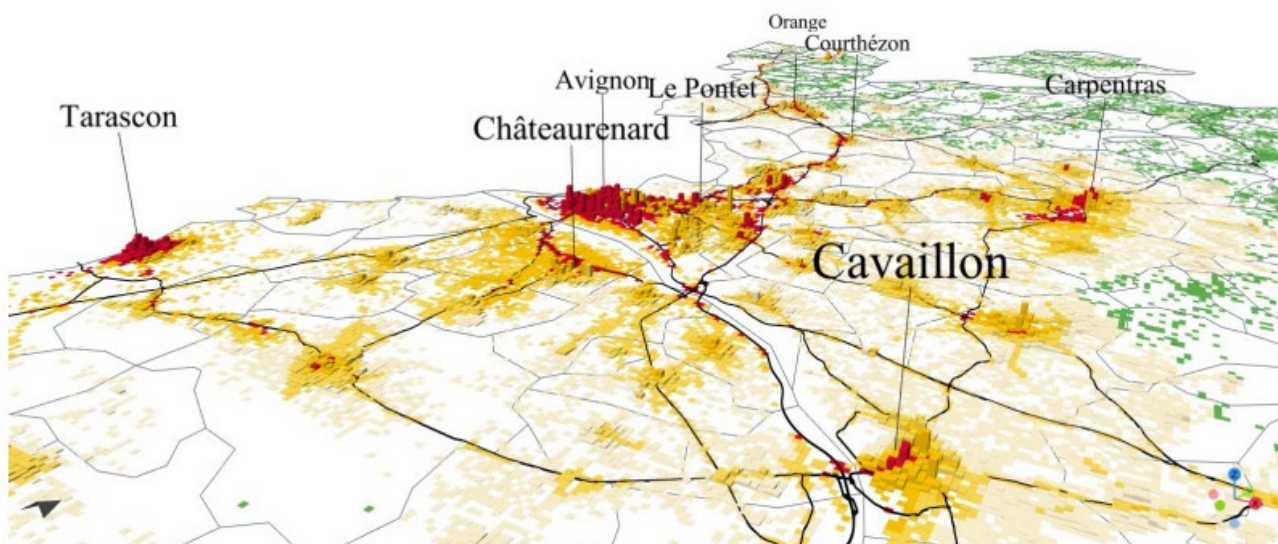 Orange
Courthézon
Avignon
Le Pontet
Carpentras
Tarascon
Châteaurenard
Cavaillon
Z